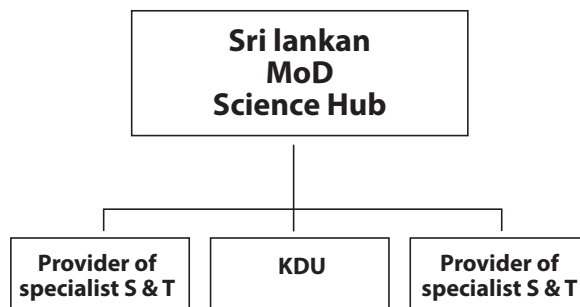 Sri lankan
MoD
Science Hub
Provider of
specialist S & T
KDU
Provider of
specialist S & T